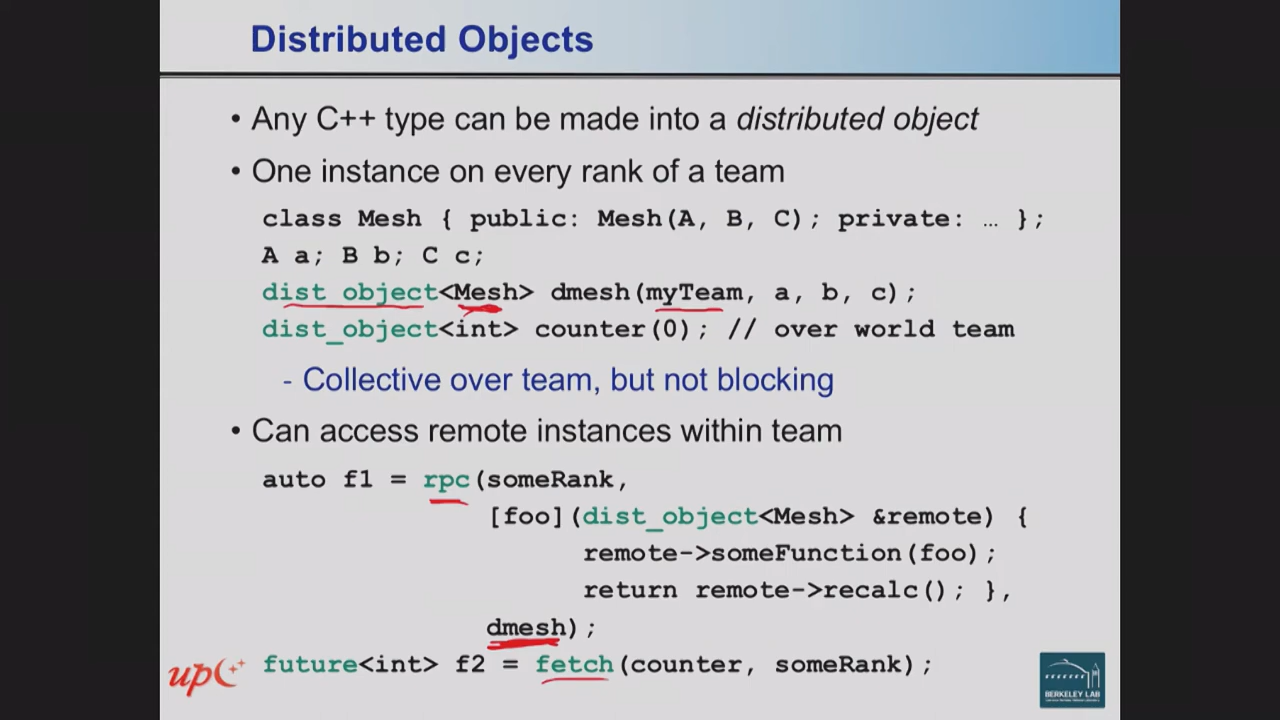 Distributed Objects
• Any C++ type can be made into a distributed object
• One instance on every rank of a team
class Mesh { public: Mesh(A, B, C); private: … };
A a; B b; C c;
dist_object<Mesh> dmesh(myTeam, a, b, c);
dist_object<int> counter(0); // over world team
- Collective over team, but not blocking
• Can access remote instances within team
auto f1 = rpc(someRank,
[foo](dist_object<Mesh> &remote) {
remote->someFunction(foo);
return remote->recalc(); },
dmesh);
future<int> f2 = fetch(counter, someRank);
upc++
BERKELEY LAB